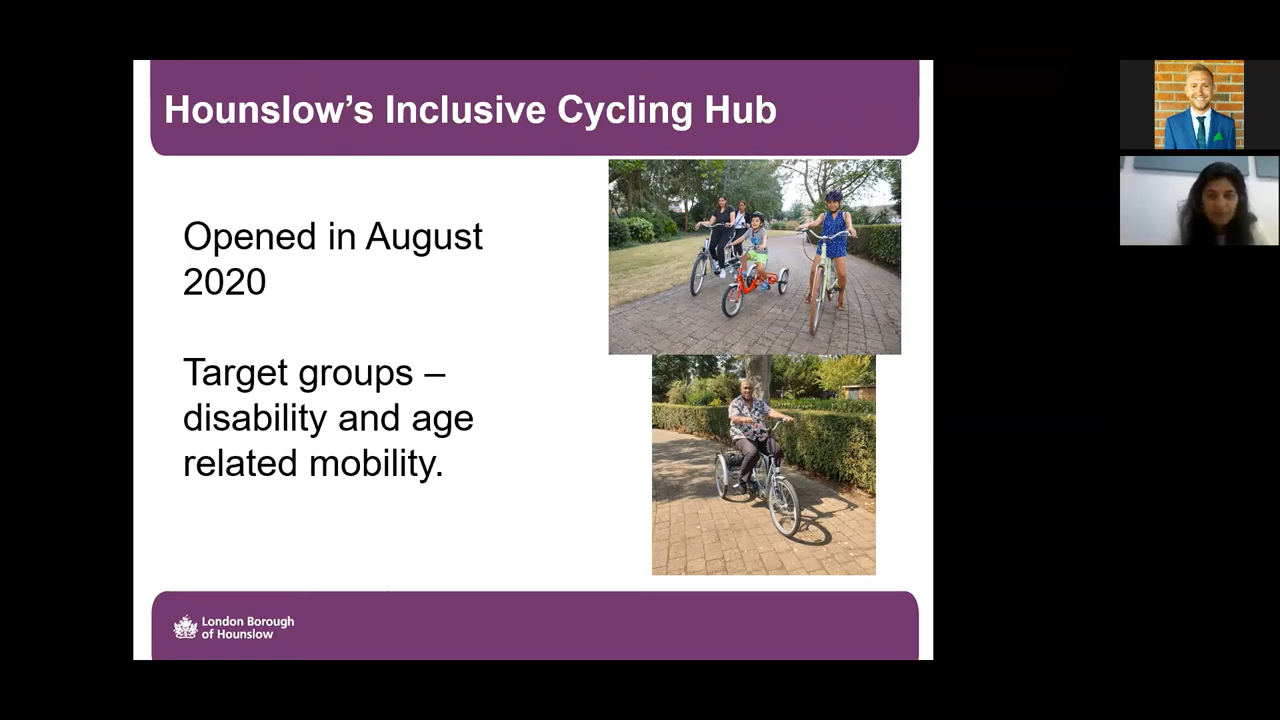 Hounslow's Inclusive Cycling Hub
Opened in August
2020
Target groups –
disability and age
related mobility.
London Borough
of Hounslow